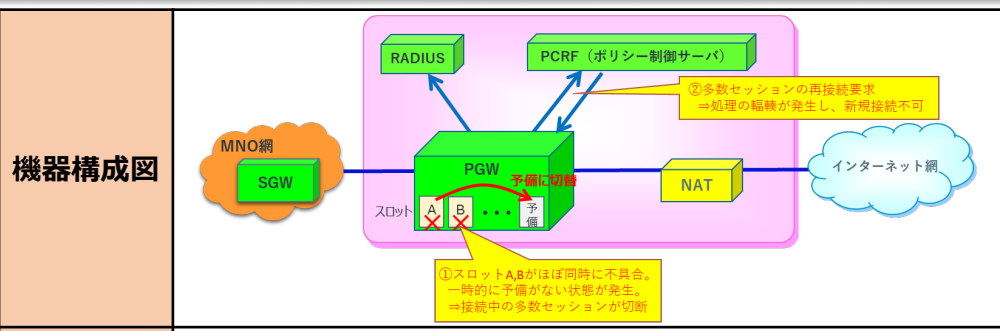 機器構成図
RADIUS
PCRF（ポリシー制御サーバ）
②多数セッションの再接続要求
⇒処理の輻輳が発生し、新規接続不可
MNO網
SGW
PGW
予備に切替
スロット
A
B
・・・
予
備
NAT
インターネット網
①スロットA,Bがほぼ同時に不具合。
一時的に予備がない状態が発生。
⇒接続中の多数セッションが切断